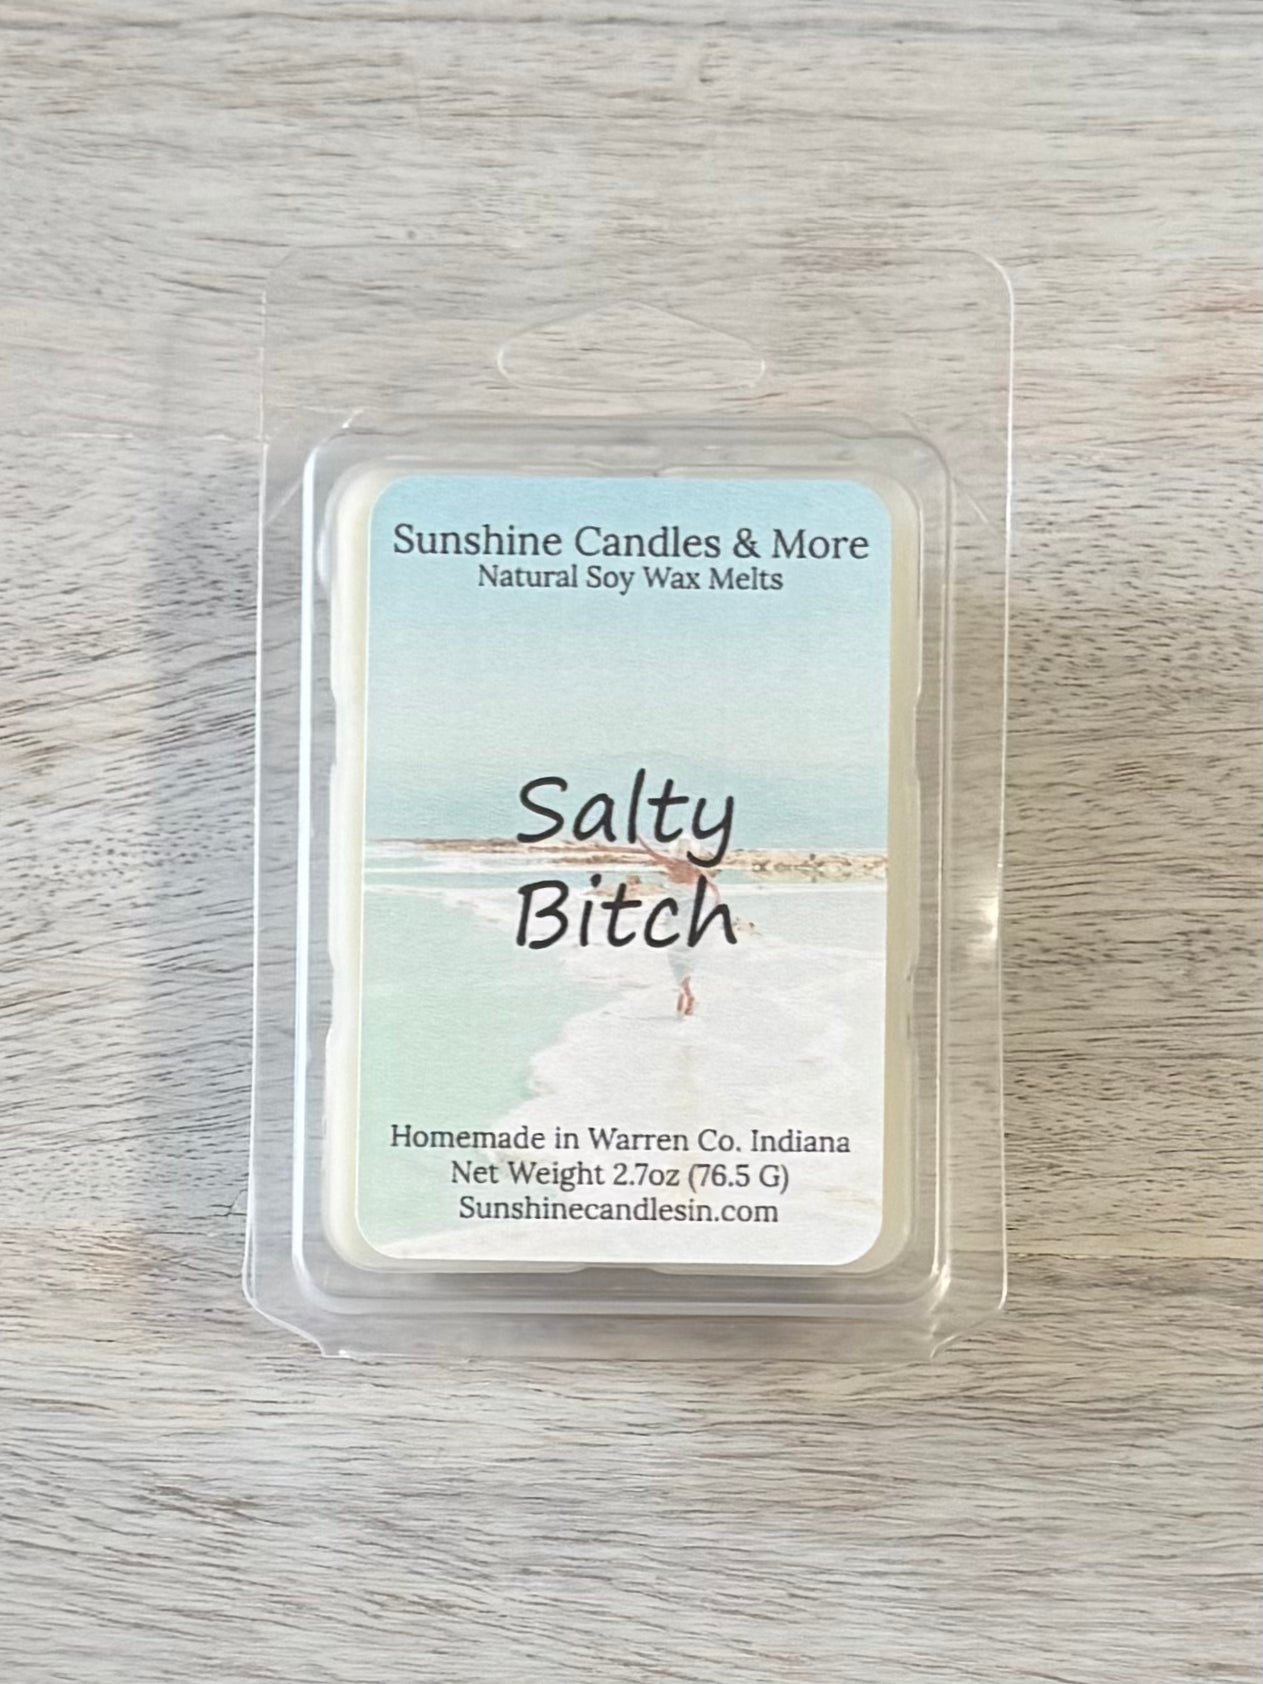 Sunshine Candles & More
Natural Soy Wax Melts
Salty
Bitch
Homemade in Warren Co. Indiana
Net Weight 2.7oz (76.5 G)
Sunshinecandlesin.com